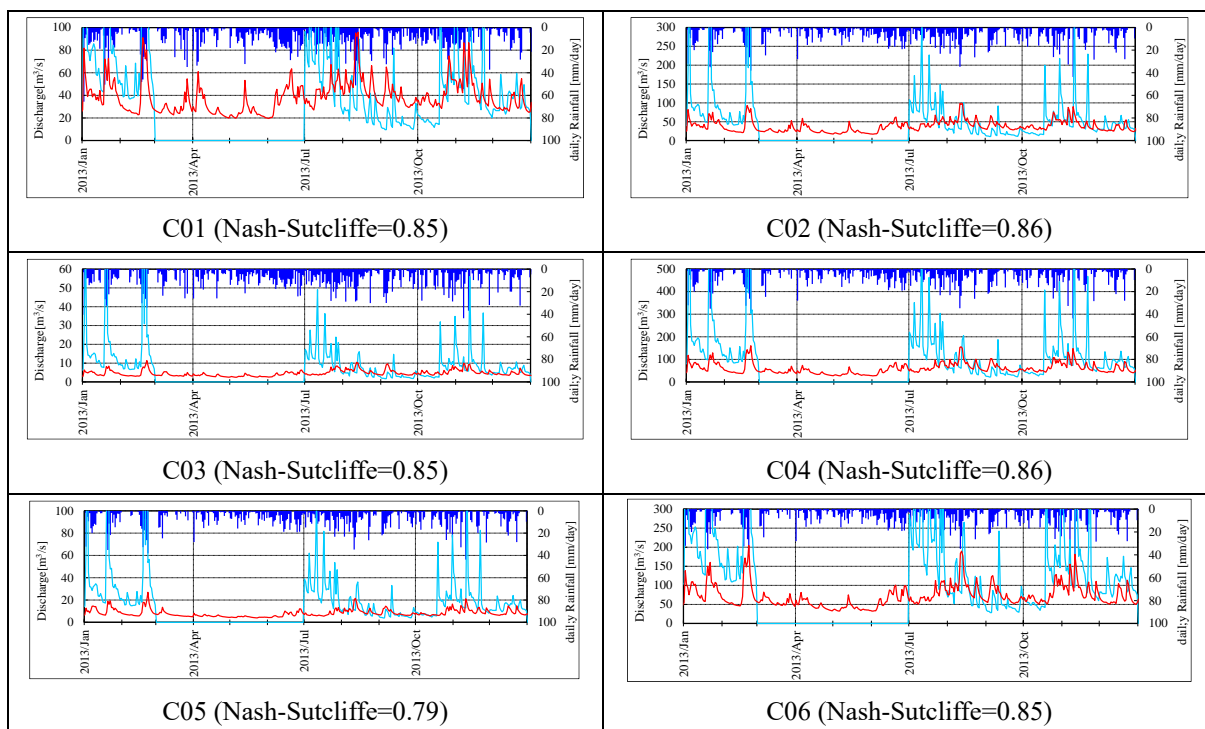 100
80
60
40
20
0
0
20
40
60
80
100
Discharge[m³/s]
daily;y Rainfall [mm/day]
2013/Jan
2013/Apr
2013/Jul
2013/Oct
C01 (Nash-Sutcliffe=0.85)
300
250
200
150
100
50
0
0
20
40
60
80
100
Discharge[m³/s]
dail;y Rainfall [mm/day]
2013/Jan
2013/Apr
2013/Jul
2013/Oct
C02 (Nash-Sutcliffe=0.86)
60
50
40
30
20
10
0
0
20
40
60
80
100
Discharge[m³/s]
dail;y Rainfall [mm/day]
2013/Jan
2013/Apr
2013/Jul
2013/Oct
C03 (Nash-Sutcliffe=0.85)
500
400
300
200
100
0
0
20
40
60
80
100
Discharge[m³/s]
dail;y Rainfall [mm/day]
2013/Jan
2013/Apr
2013/Jul
2013/Oct
C04 (Nash-Sutcliffe=0.86)
100
80
60
40
20
0
0
20
40
60
80
100
Discharge[m³/s]
dail;y Rainfall [mm/day]
2013/Jan
2013/Apr
2013/Jul
2013/Oct
C05 (Nash-Sutcliffe=0.79)
300
250
200
150
100
50
0
0
20
40
60
80
100
Discharge[m³/s]
dail;y Rainfall [mm/day]
2013/Jan
2013/Apr
2013/Jul
2013/Oct
C06 (Nash-Sutcliffe=0.85)